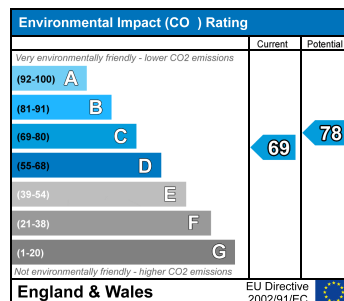 Environmental Impact (CO ) Rating
Current Potential
Very environmentally friendly - lower CO2 emissions
(92-100) A
(81-91) B
(69-80) C
(55-68) D
(39-54) E
(21-38) F
(1-20) G
69
78
Not environmentally friendly - higher CO2 emissions
England & Wales
EU Directive
2002/91/EC